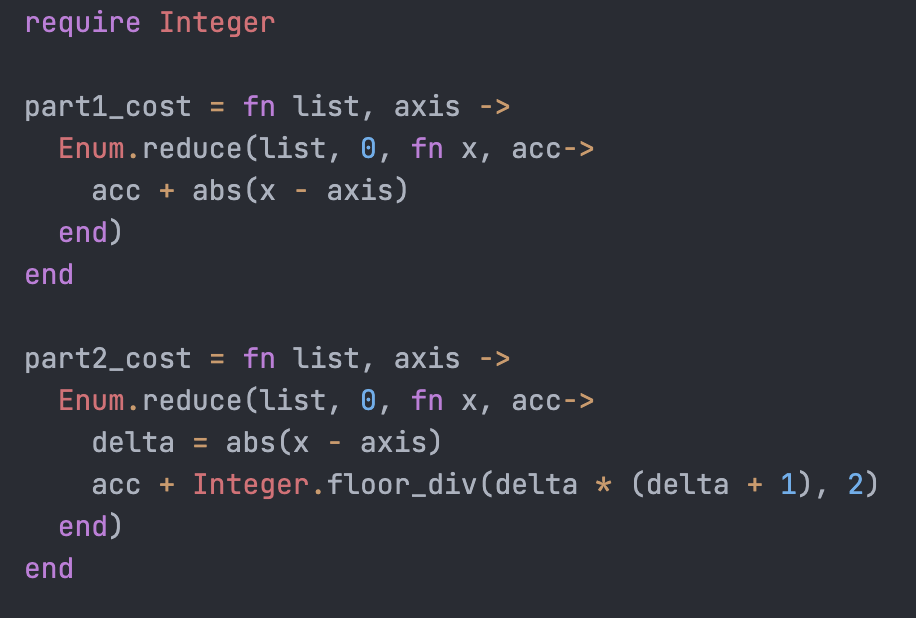 require Integer
part1_cost = fn list, axis ->
  Enum.reduce(list, 0, fn x, acc->
    acc + abs(x - axis)
  end)
end
part2_cost = fn list, axis ->
  Enum.reduce(list, 0, fn x, acc->
    delta = abs(x - axis)
    acc + Integer.floor_div(delta * (delta + 1), 2)
  end)
end